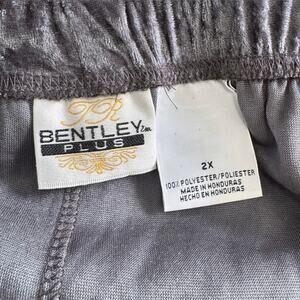 BENTLEY
PLUS
2X
100% POLYESTER/POLIESTER
MADE IN HONDURAS
HECHO EN HONDURAS